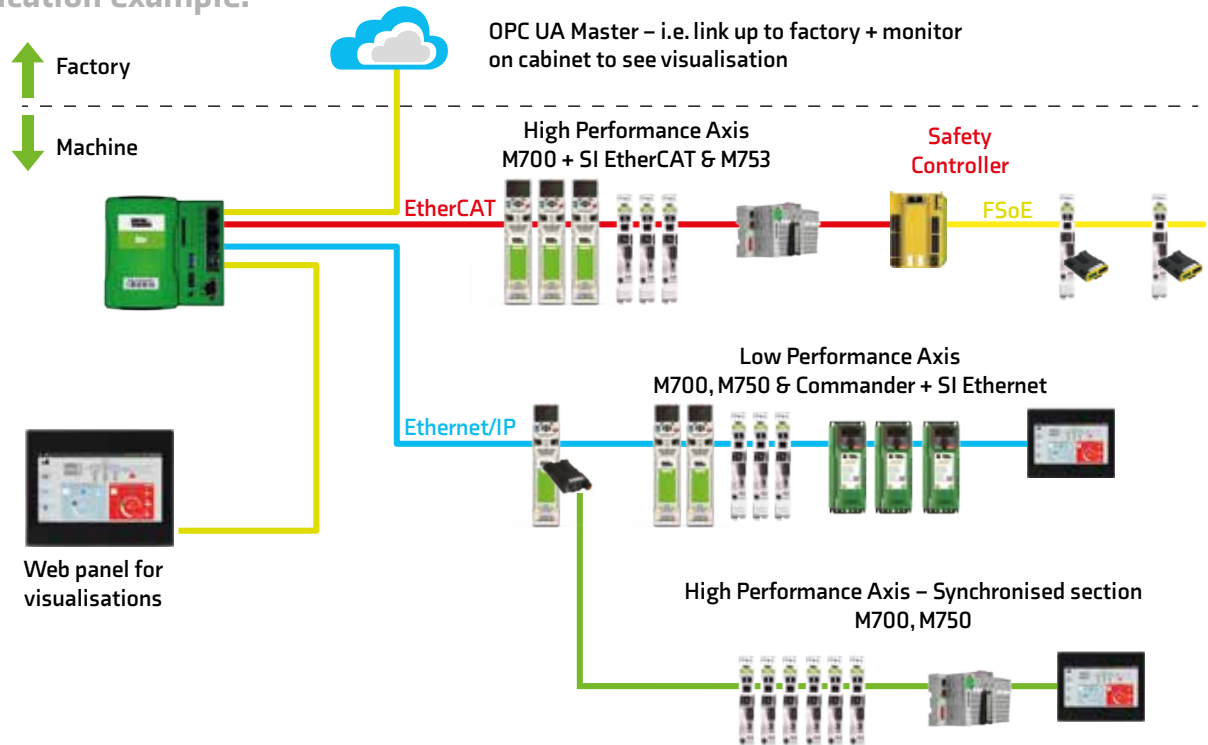 ication example:
OPC UA Master – i.e. link up to factory + monitor
on cabinet to see visualisation
Factory
Machine
High Performance Axis
M700 + SI EtherCAT & M753
Safety
Controller
EtherCAT
FSoE
Low Performance Axis
M700, M750 & Commander + SI Ethernet
Ethernet/IP
Web panel for
visualisations
High Performance Axis – Synchronised section
M700, M750